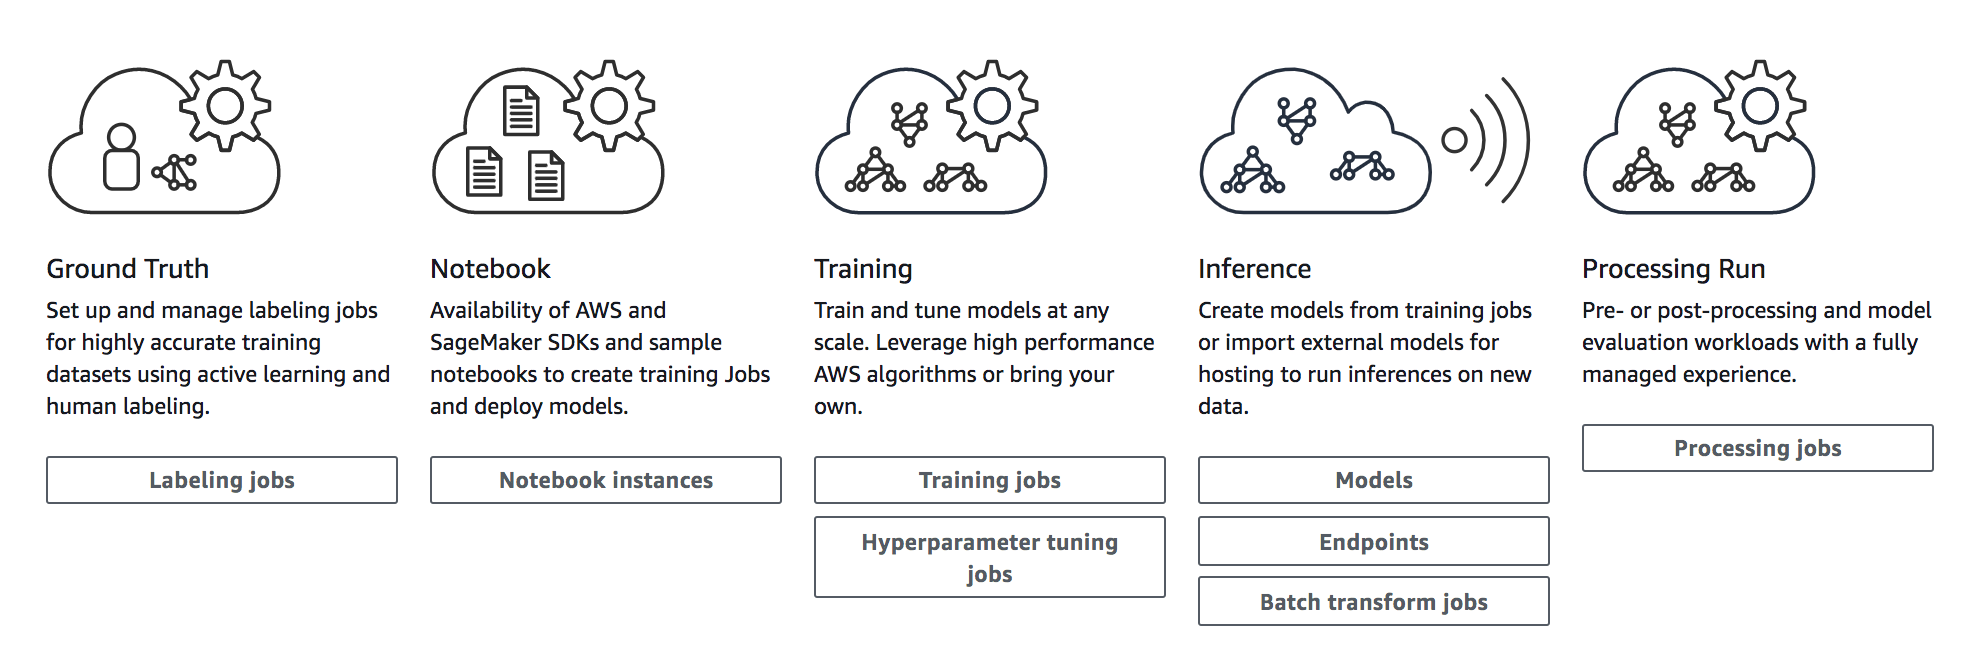 Ground Truth
Set up and manage labeling jobs
for highly accurate training
datasets using active learning and
human labeling.
Labeling jobs
Notebook
Availability of AWS and
SageMaker SDKs and sample
notebooks to create training Jobs
and deploy models.
Notebook instances
Training
Train and tune models at any
scale. Leverage high performance
AWS algorithms or bring your
own.
Training jobs
Hyperparameter tuning
jobs
Inference
Create models from training jobs
or import external models for
hosting to run inferences on new
data.
Models
Endpoints
Batch transform jobs
Processing Run
Pre- or post-processing and model
evaluation workloads with a fully
managed experience.
Processing jobs